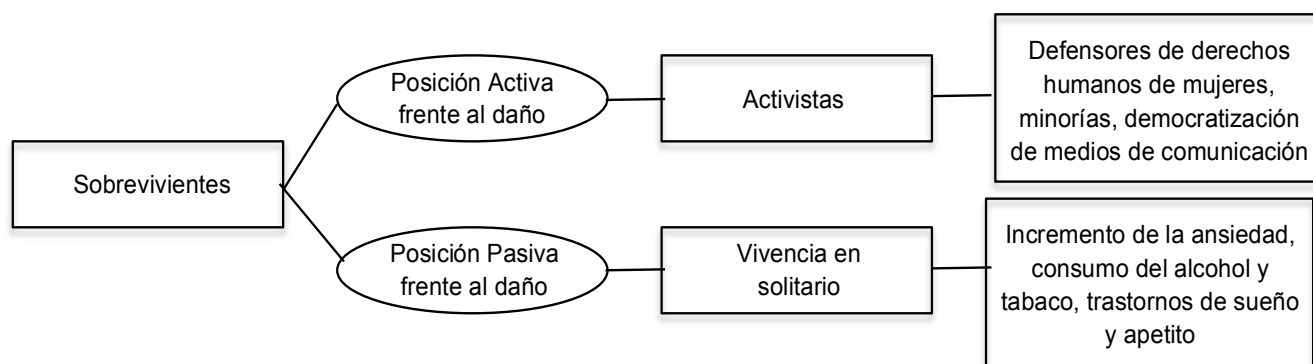 Sobrevivientes
Posición Activa
frente al daño
Activistas
Defensores de derechos
humanos de mujeres,
minorías, democratización
de medios de comunicación
Posición Pasiva
frente al daño
Vivencia en
solitario
Incremento de la ansiedad,
consumo del alcohol y
tabaco, trastornos de sueño
y apetito